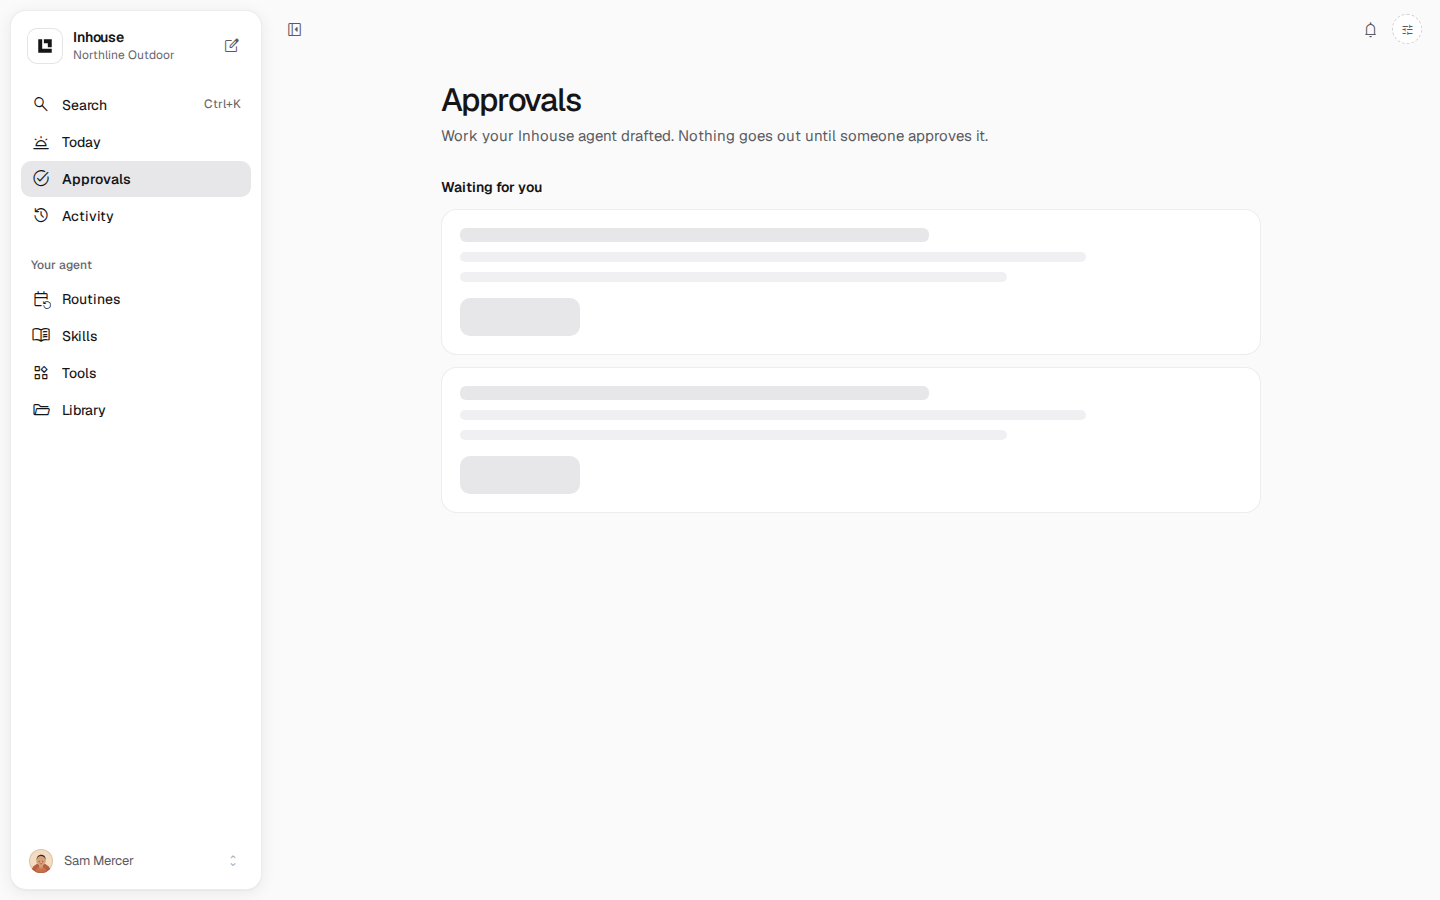 Inhouse
Northline Outdoor
Search Ctrl+K
Today
Approvals
Activity
Your agent
Routines
Skills
Tools
Library
Sam Mercer
Approvals
Work your Inhouse agent drafted. Nothing goes out until someone approves it.
Waiting for you